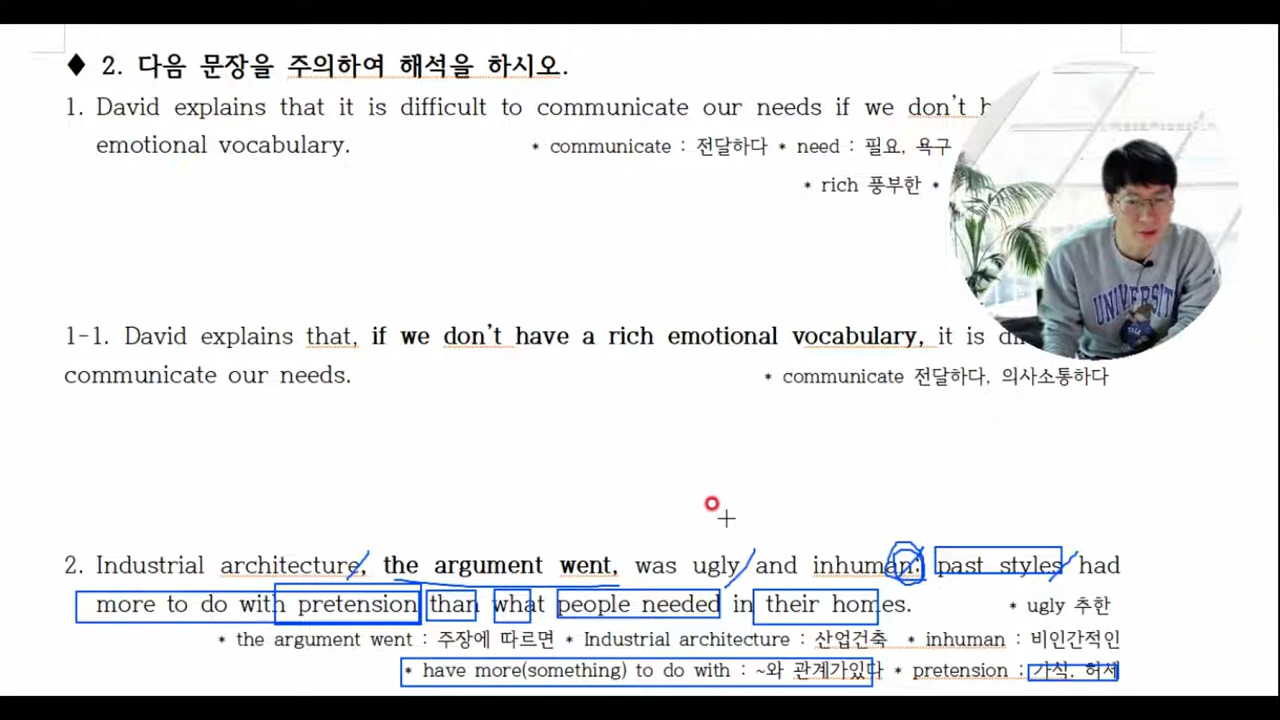 ◆ 2. 다음 문장을 주의하여 해석을 하시오.
1. David explains that it is difficult to communicate our needs if we don't
emotional vocabulary.
* communicate : 전달하다 * need : 필요, 욕구
* rich 풍부한 *
1-1. David explains that, if we don't have a rich emotional vocabulary, it is
communicate our needs.
* communicate 전달하다, 의사소통하다
2. Industrial architecture, the argument went, was ugly and inhuman: past styles had
more to do with pretension than what people needed in their homes.
* ugly 추한
* the argument went : 주장에 따르면 * Industrial architecture : 산업건축 * inhuman : 비인간적인
* have more(something) to do with : ~와 관계가있다 * pretension : 가식, 허세
UNIVERSITY